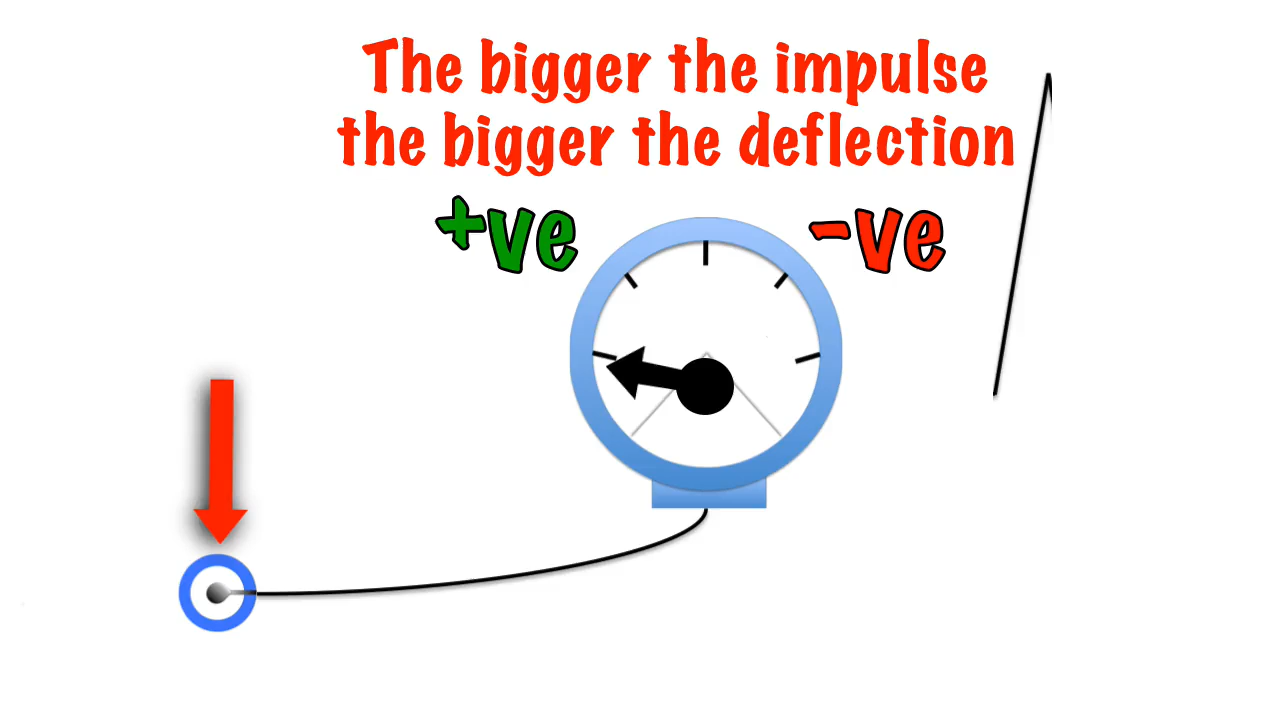 The bigger the impulse
the bigger the deflection
+ve -ve